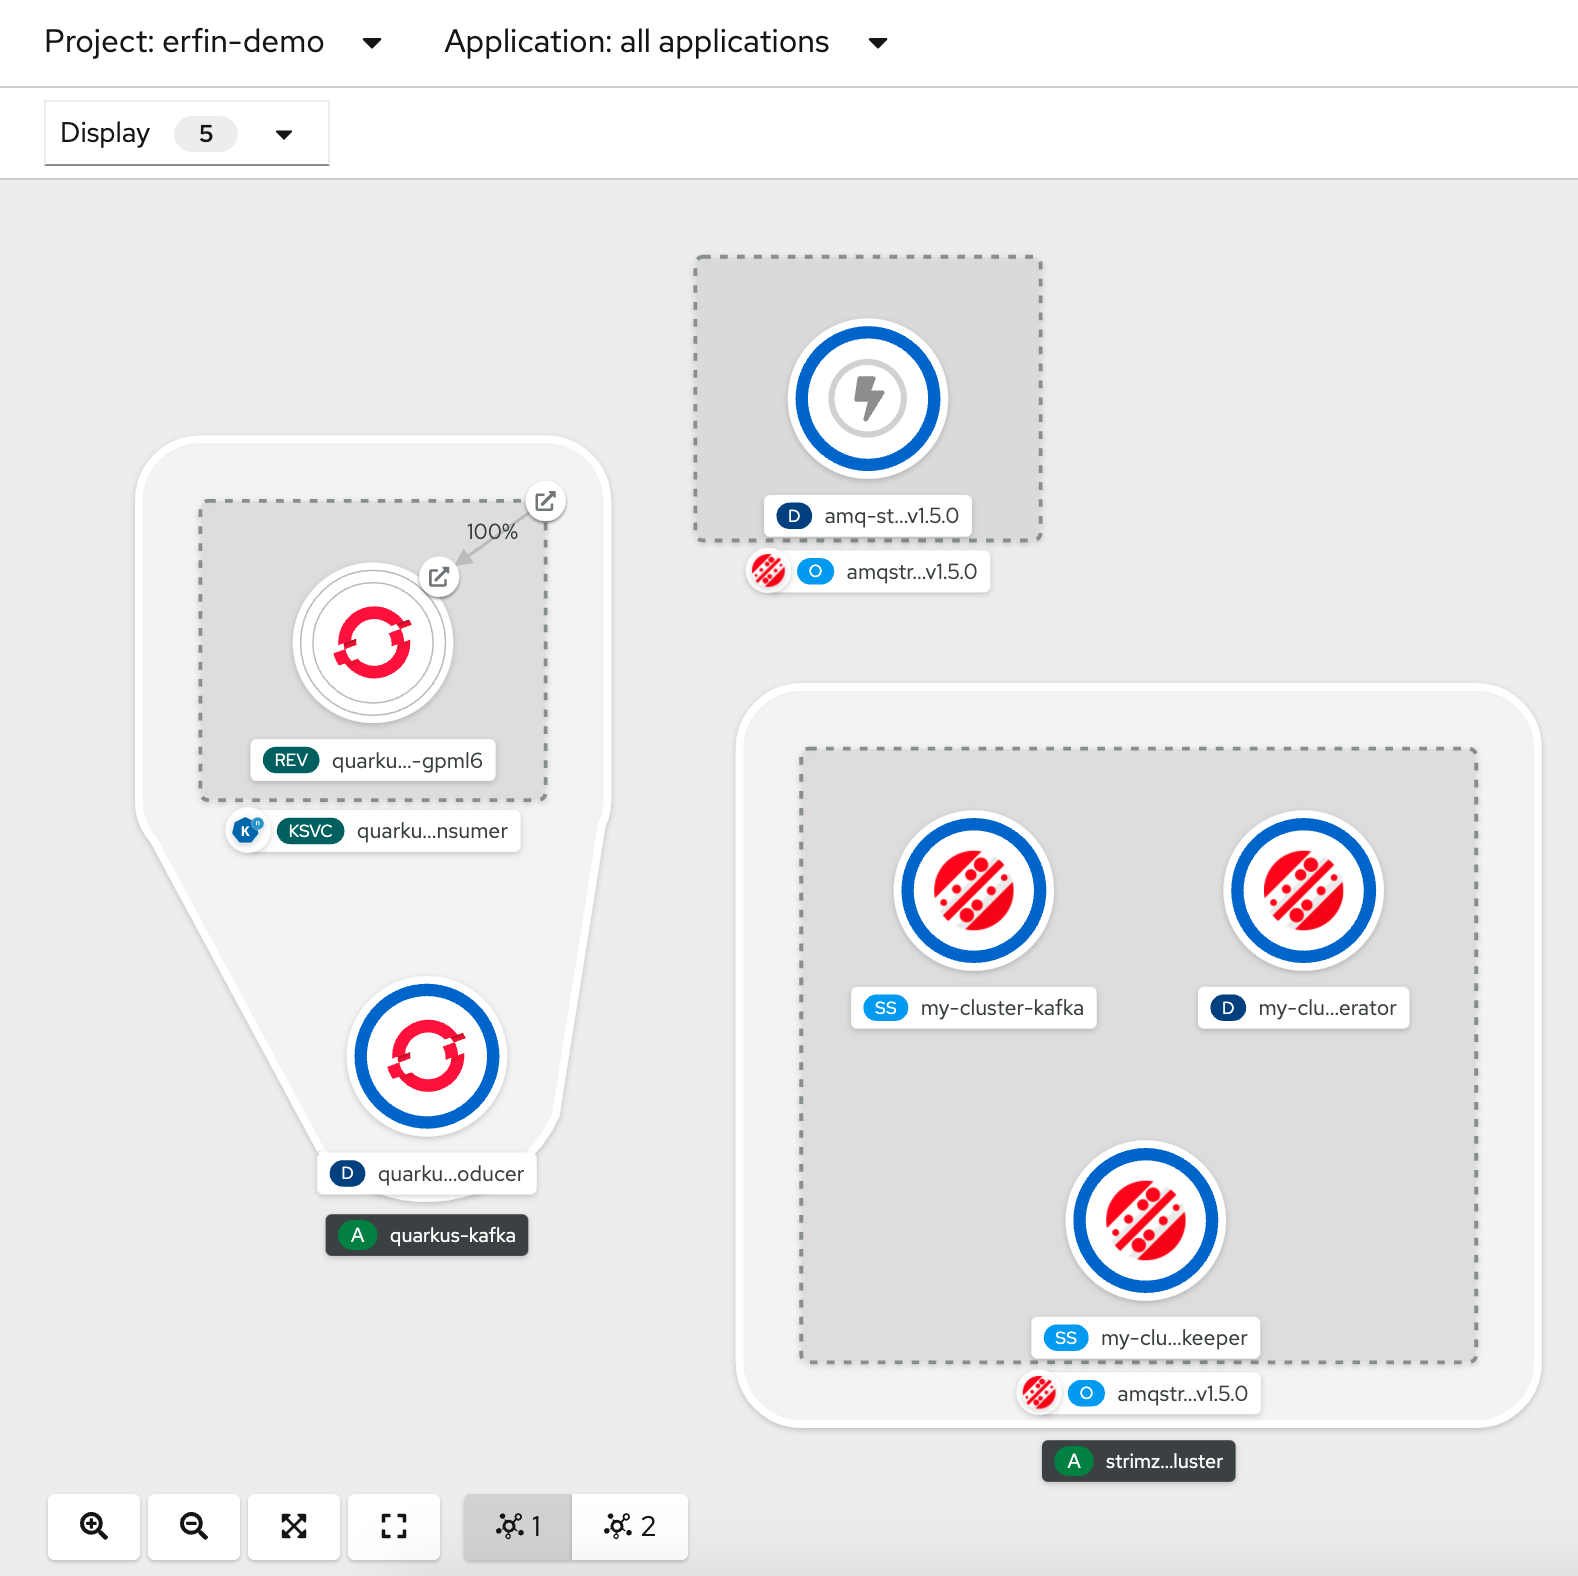 Project: erfin-demo
Application: all applications
Display 5
D amq-st...v1.5.0
O amqstr...v1.5.0
100%
REV quarku...-gpml6
K n KSVC quarku...nsumer
SS my-cluster-kafka
D my-clu...erator
D quarku...oducer
A quarkus-kafka
SS my-clu...keeper
O amqstr...v1.5.0
A strimz...luster
1
2